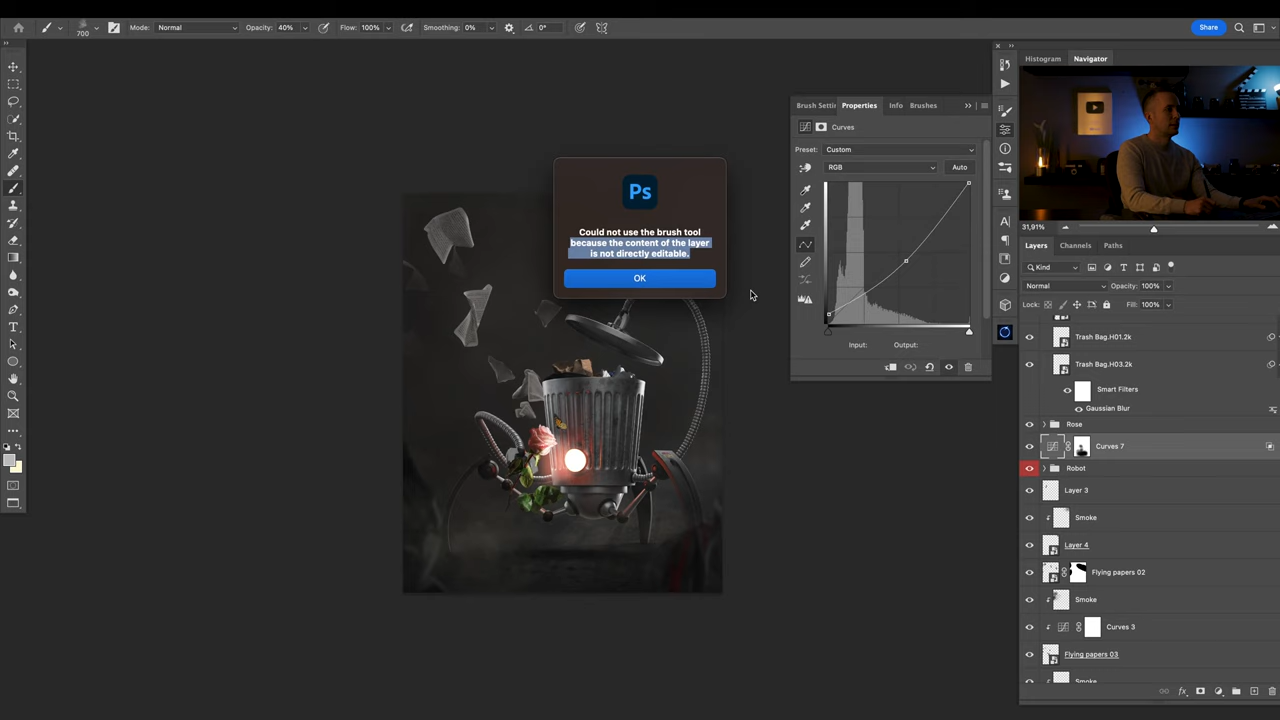 700
Mode:
Normal
Opacity:
40%
Flow:
100%
Smoothing:
0%
0°
Share
Histogram
Navigator
31,91%
Brush Setti
Properties
Info
Brushes
Curves
Preset:
Custom
RGB
Auto
Input:
Output:
Ps
Could not use the brush tool
because the content of the layer
is not directly editable.
OK
Layers
Channels
Paths
Kind
Normal
Opacity:
100%
Lock:
Fill:
100%
Trash Bag.H01.2k
Trash Bag.H03.2k
Smart Filters
Gaussian Blur
Rose
Curves 7
Robot
Layer 3
Smoke
Layer 4
Flying papers 02
Smoke
Curves 3
Flying papers 03
Smoke